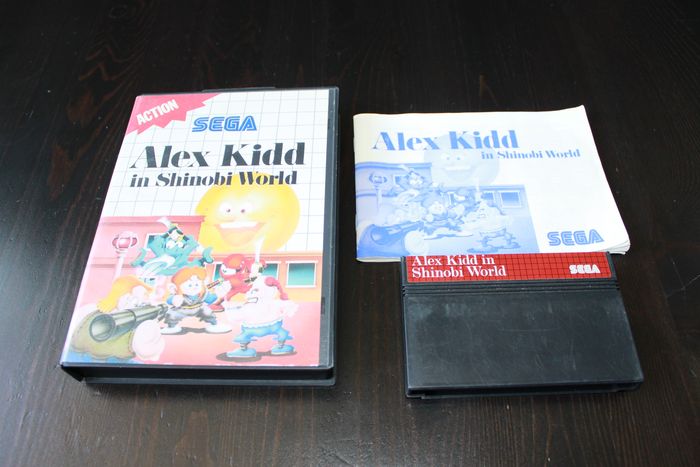 ACTION
SEGA
Alex Kidd
in Shinobi World
Alex Kidd
in Shinobi World
SEGA
Alex Kidd in
Shinobi World
SEGA